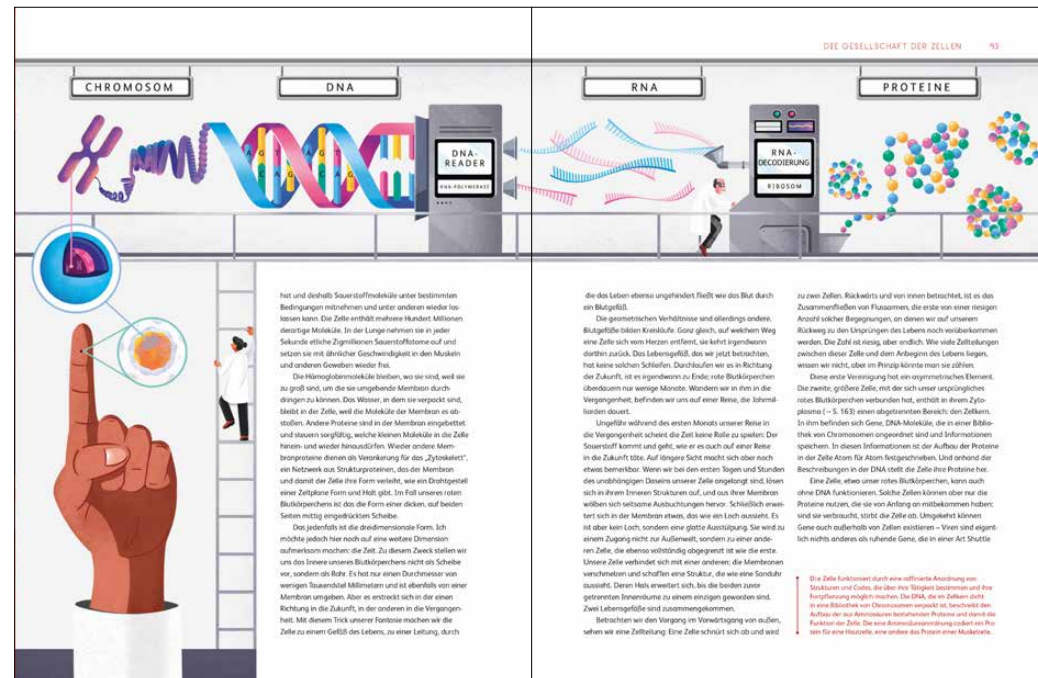 DIE GESELLSCHAFT DER ZELLEN 93
CHROMOSOM
DNA
RNA
PROTEINE
DNA-
READER
RNA-POLYMERASE
RNA-
DECODIERUNG
RIBOSOM
A G T A G T
C A G C A G
hat und deshalb Sauerstoffmoleküle unter bestimmten
Bedingungen mitnehmen und unter anderen wieder los-
lassen kann. Die Zelle enthält mehrere Hundert Millionen
derartige Moleküle. In der Lunge nehmen sie in jeder
Sekunde etliche Zigmillionen Sauerstoffatome auf und
setzen sie mit ähnlicher Geschwindigkeit in den Muskeln
und anderen Geweben wieder frei.
Die Hämoglobinmoleküle bleiben, wo sie sind, weil sie
zu groß sind, um die sie umgebende Membran durch-
dringen zu können. Das Wasser, in dem sie verpackt sind,
bleibt in der Zelle, weil die Moleküle der Membran es ab-
stoßen. Andere Proteine sind in der Membran eingebettet
und steuern sorgfältig, welche kleinen Moleküle in die Zelle
hinein- und wieder hinausdürfen. Wieder andere Mem-
branproteine dienen als Verankerung für das „Zytoskelett“,
ein Netzwerk aus Strukturproteinen, das der Membran
und damit der Zelle ihre Form verleiht, wie ein Drahtgestell
einer Zeltplane Form und Halt gibt. Im Fall unseres roten
Blutkörperchens ist das die Form einer dicken, auf beiden
Seiten mittig eingedrückten Scheibe.
Das jedenfalls ist die dreidimensionale Form. Ich
möchte jedoch hier noch auf eine weitere Dimension
aufmerksam machen: die Zeit. Zu diesem Zweck stellen wir
uns das Innere unseres Blutkörperchens nicht als Scheibe
vor, sondern als Rohr. Es hat nur einen Durchmesser von
wenigen Tausendstel Millimetern und ist ebenfalls von einer
Membran umgeben. Aber es erstreckt sich in der einen
Richtung in die Zukunft, in der anderen in die Vergangen-
heit. Mit diesem Trick unserer Fantasie machen wir die
Zelle zu einem Gefäß des Lebens, zu einer Leitung, durch
die das Leben ebenso ungehindert fließt wie das Blut durch
ein Blutgefäß.
Die geometrischen Verhältnisse sind allerdings andere.
Blutgefäße bilden Kreisläufe. Ganz gleich, auf welchem Weg
eine Zelle sich vom Herzen entfernt, sie kehrt irgendwann
dorthin zurück. Das Lebensgefäß, das wir jetzt betrachten,
hat keine solchen Schleifen. Durchlaufen wir es in Richtung
der Zukunft, ist es irgendwann zu Ende; rote Blutkörperchen
überdauern nur wenige Monate. Wandern wir in ihm in die
Vergangenheit, befinden wir uns auf einer Reise, die Jahrmil-
liarden dauert.
Ungefähr während des ersten Monats unserer Reise in
die Vergangenheit scheint die Zeit keine Rolle zu spielen: Der
Sauerstoff kommt und geht, wie er es auch auf einer Reise
in die Zukunft täte. Auf längere Sicht macht sich aber noch
etwas bemerkbar. Wenn wir bei den ersten Tagen und Stunden
des unabhängigen Daseins unserer Zelle angelangt sind, lösen
sich in ihrem Inneren Strukturen auf, und aus ihrer Membran
wölben sich seltsame Ausbuchtungen hervor. Schließlich erwei-
tert sich in der Membran etwas, das wie ein Loch aussieht. Es
ist aber kein Loch, sondern eine glatte Ausstülpung. Sie wird zu
einem Zugang nicht zur Außenwelt, sondern zu einer ande-
ren Zelle, die ebenso vollständig abgegrenzt ist wie die erste.
Unsere Zelle verbindet sich mit einer anderen; die Membranen
verschmelzen und schaffen eine Struktur, die wie eine Sanduhr
aussieht. Deren Hals erweitert sich, bis die beiden zuvor
getrennten Innenräume zu einem einzigen geworden sind.
Zwei Lebensgefäße sind zusammengekommen.
Betrachten wir den Vorgang im Vorwärtsgang von außen,
sehen wir eine Zellteilung: Eine Zelle schnürt sich ab und wird
zu zwei Zellen. Rückwärts und von innen betrachtet, ist es das
Zusammenfließen von Flussarmen, die erste von einer riesigen
Anzahl solcher Begegnungen, an denen wir auf unserem
Rückweg zu den Ursprüngen des Lebens noch vorüberkommen
werden. Die Zahl ist riesig, aber endlich. Wie viele Zellteilungen
zwischen dieser Zelle und dem Anbeginn des Lebens liegen,
wissen wir nicht, aber im Prinzip könnte man sie zählen.
Diese erste Vereinigung hat ein asymmetrisches Element.
Die zweite, größere Zelle, mit der sich unser ursprüngliches
rotes Blutkörperchen verbunden hat, enthält in ihrem Zyto-
plasma (→ S. 163) einen abgetrennten Bereich: den Zellkern.
In ihm befinden sich Gene, DNA-Moleküle, die in einer Biblio-
thek von Chromosomen angeordnet sind und Informationen
speichern. In diesen Informationen ist der Aufbau der Proteine
in der Zelle Atom für Atom festgeschrieben. Und anhand der
Beschreibungen in der DNA stellt die Zelle ihre Proteine her.
Eine Zelle, etwa unser rotes Blutkörperchen, kann auch
ohne DNA funktionieren. Solche Zellen können aber nur die
Proteine nutzen, die sie von Anfang an mitbekommen haben;
sind sie verbraucht, stirbt die Zelle ab. Umgekehrt können
Gene auch außerhalb von Zellen existieren – Viren sind eigent-
lich nichts anderes als ruhende Gene, die in einer Art Shuttle
Die Zelle funktioniert durch eine raffinierte Anordnung von
Strukturen und Codes, die über ihre Tätigkeit bestimmen und ihre
Fortpflanzung möglich machen. Die DNA, die im Zellkern dicht
in eine Bibliothek von Chromosomen verpackt ist, beschreibt den
Aufbau der aus Aminosäuren bestehenden Proteine und damit die
Funktion der Zelle. Die eine Aminosäureanordnung codiert ein Pro-
tein für eine Hautzelle, eine andere das Protein einer Muskelzelle.